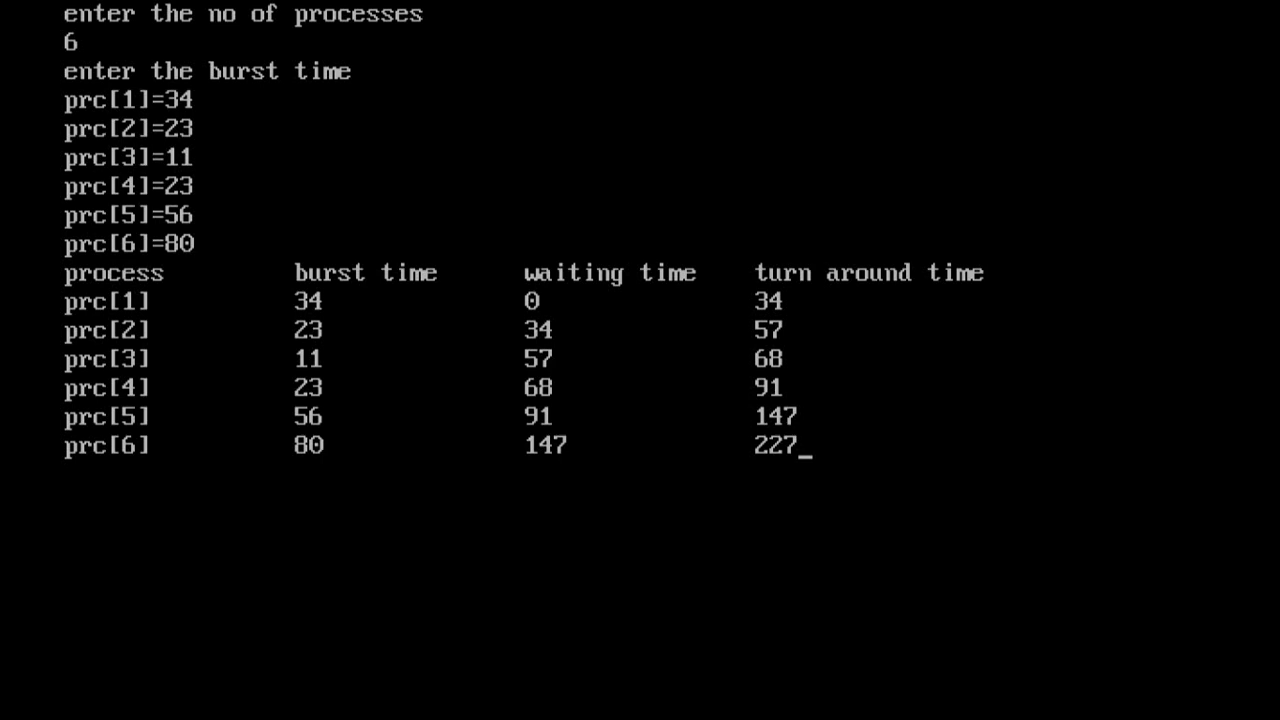 enter the no of processes
6
enter the burst time
prc[1]=34
prc[2]=23
prc[3]=11
prc[4]=23
prc[5]=56
prc[6]=80
process burst time waiting time turn around time
prc[1] 34 0 34
prc[2] 23 34 57
prc[3] 11 57 68
prc[4] 23 68 91
prc[5] 56 91 147
prc[6] 80 147 227_